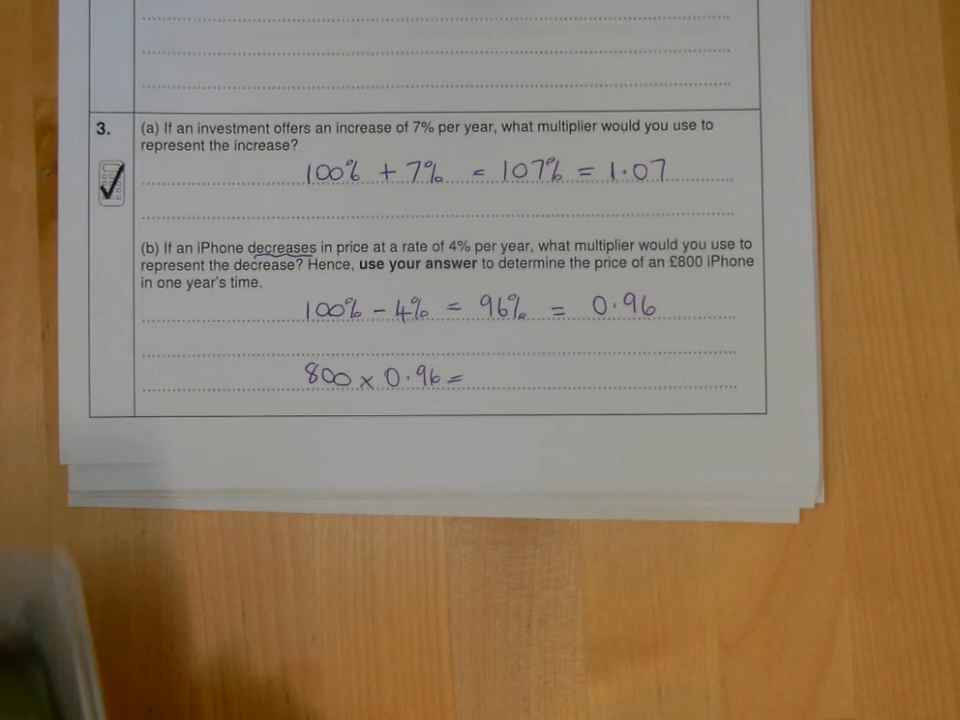 3. (a) If an investment offers an increase of 7% per year, what multiplier would you use to
represent the increase?
100% + 7% = 107% = 1.07
(b) If an iPhone decreases in price at a rate of 4% per year, what multiplier would you use to
represent the decrease? Hence, use your answer to determine the price of an £800 iPhone
in one year's time.
100% - 4% = 96% = 0.96
800 x 0.96 =